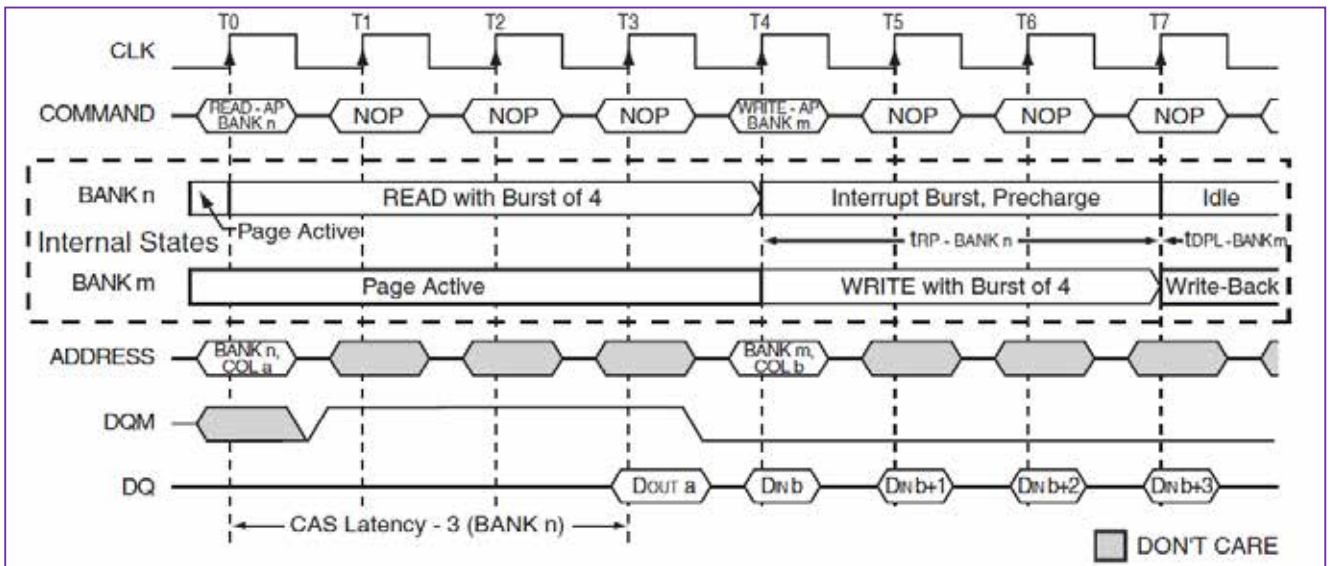 T0 T1 T2 T3 T4 T5 T6 T7
CLK
COMMAND READ - AP BANK n NOP NOP NOP WRITE - AP BANK m NOP NOP NOP
BANK n READ with Burst of 4 Interrupt Burst, Precharge Idle
Internal States Page Active tRP - BANK n tDPL - BANK m
BANK m Page Active WRITE with Burst of 4 Write-Back
ADDRESS BANK n, COL a BANK m, COL b
DQM
DQ DOUT a DIN b DIN b+1 DIN b+2 DIN b+3
CAS Latency - 3 (BANK n)
DON'T CARE